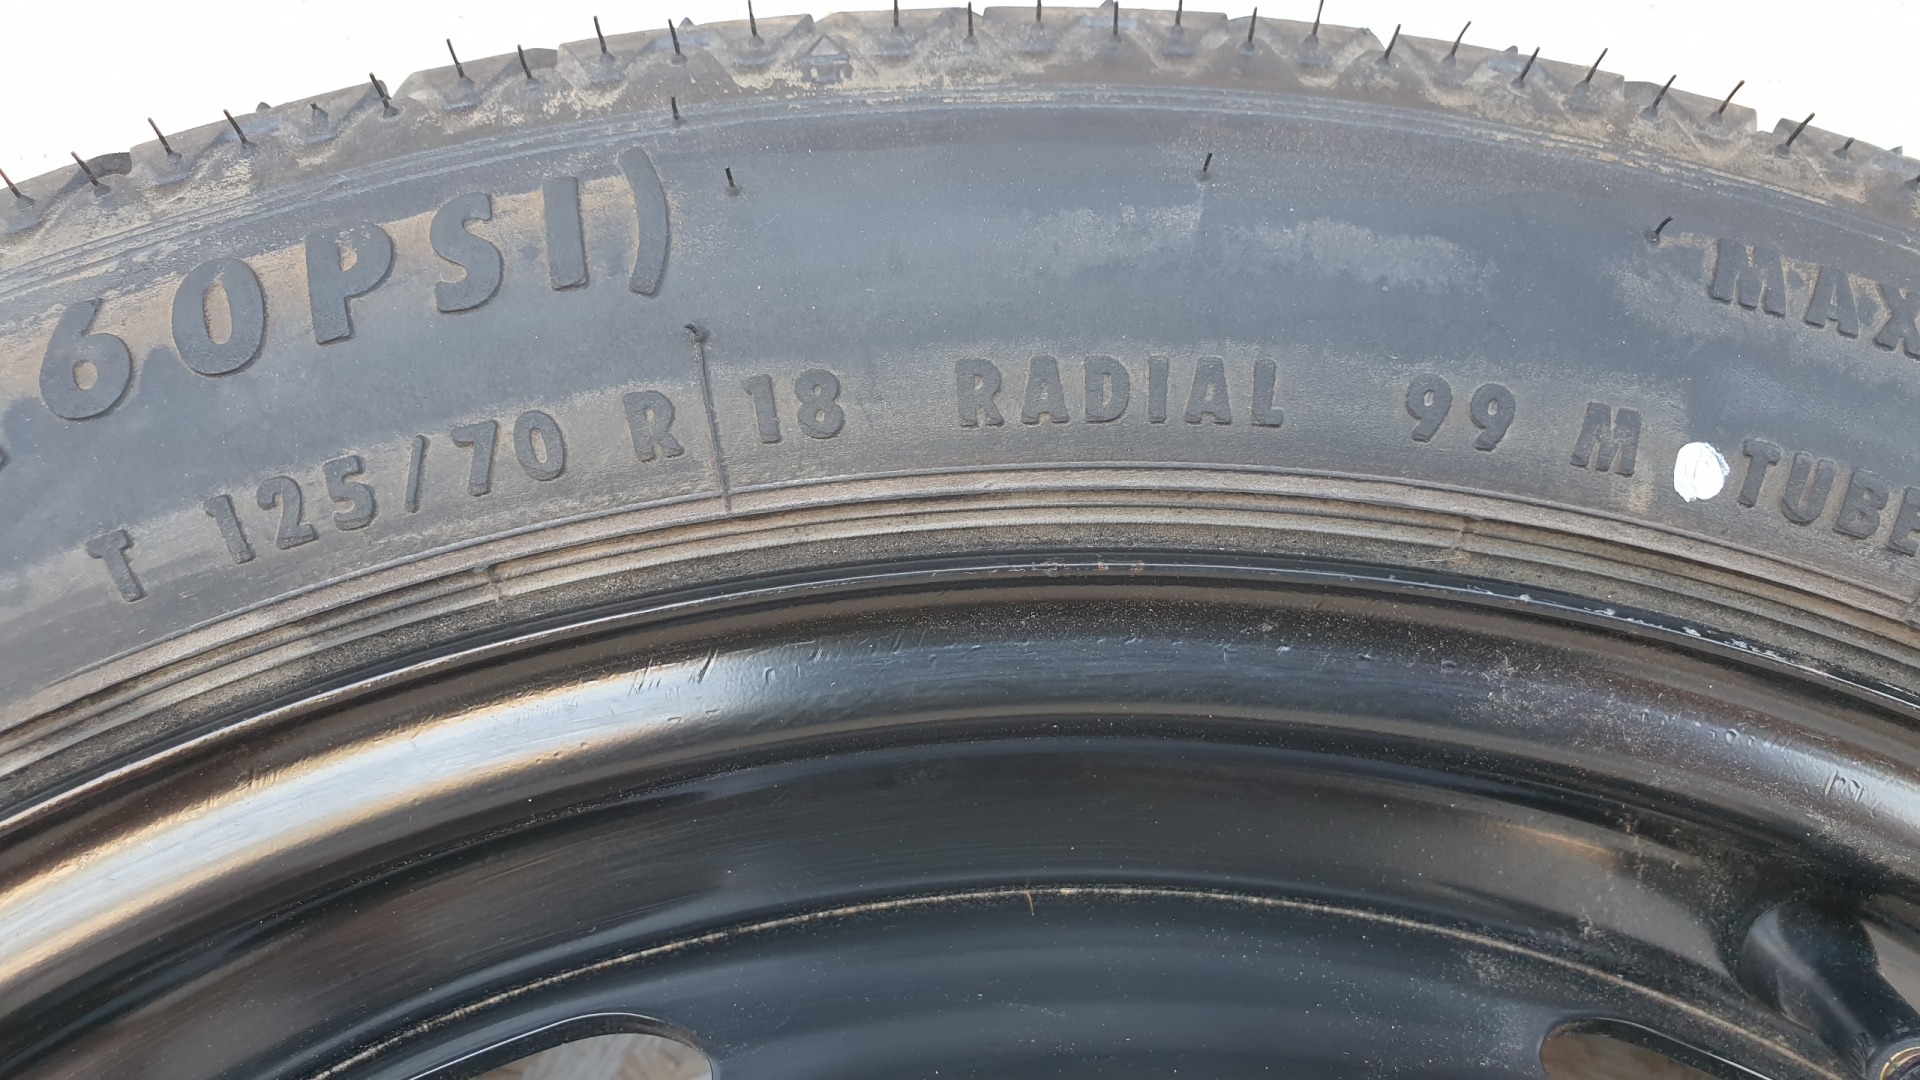 60PSI)
MAX
T 125/70 R 18 RADIAL 99 M TUBE